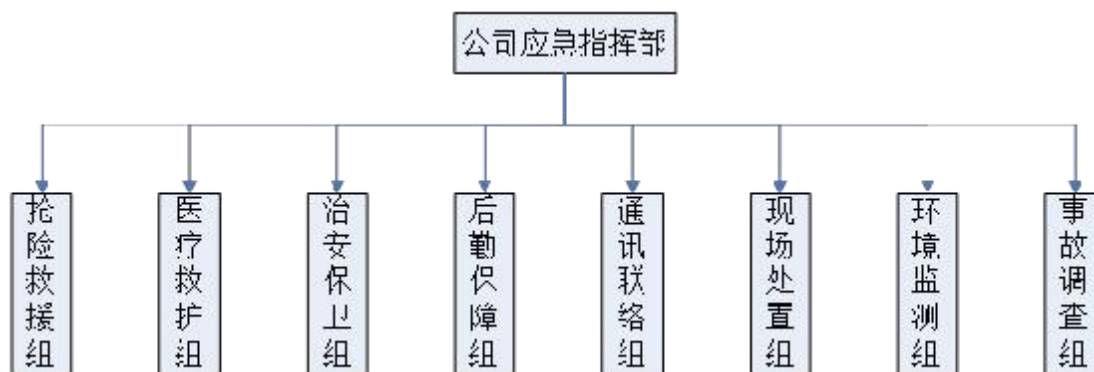 公司应急指挥部
抢险救援组
医疗救护组
治安保卫组
后勤保障组
通讯联络组
现场处置组
环境监测组
事故调查组